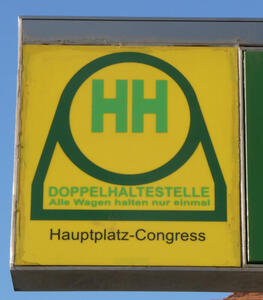 HH
DOPPELHALTESTELLE
Alle Wagen halten nur einmal
Hauptplatz-Congress